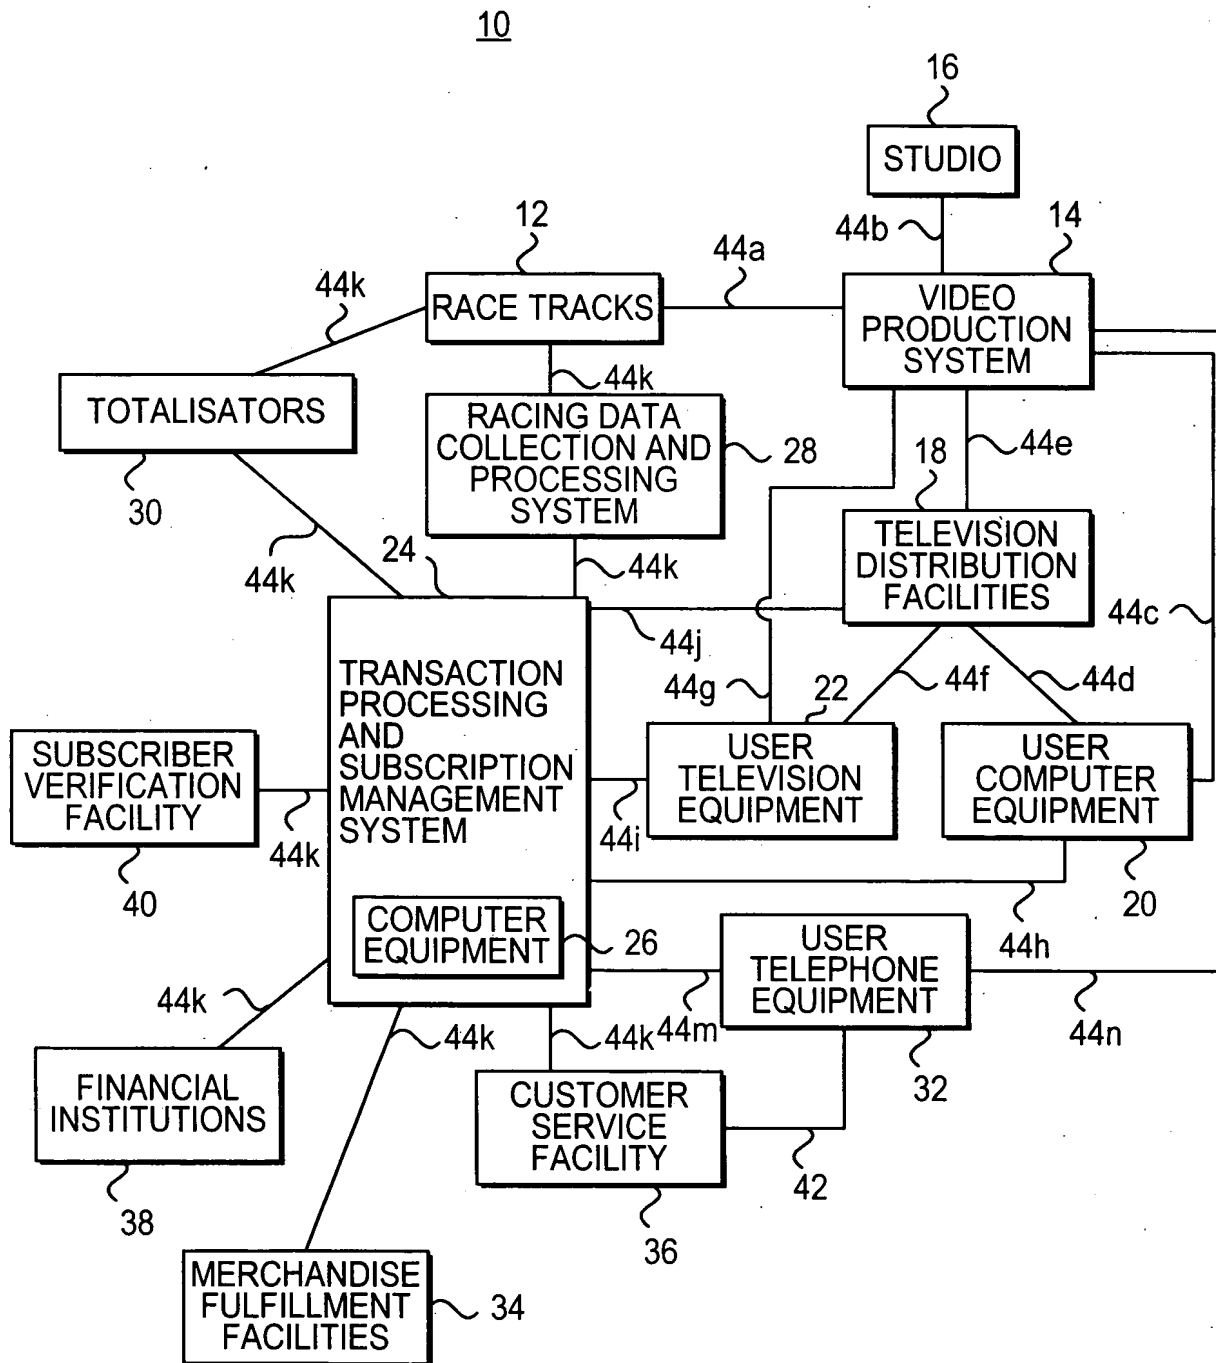 10
16
STUDIO
12
44b
14
44a
44k
RACE TRACKS
VIDEO
PRODUCTION
SYSTEM
44k
TOTALISATORS
RACING DATA
COLLECTION AND
PROCESSING
SYSTEM
28
18
44e
30
44k
24
44k
TELEVISION
DISTRIBUTION
FACILITIES
44c
44j
TRANSACTION
PROCESSING
AND
SUBSCRIPTION
MANAGEMENT
SYSTEM
44g
22
44f
44d
SUBSCRIBER
VERIFICATION
FACILITY
44k
40
USER
TELEVISION
EQUIPMENT
44i
USER
COMPUTER
EQUIPMENT
20
44h
COMPUTER
EQUIPMENT
26
USER
TELEPHONE
EQUIPMENT
44k
44k
44k
44m
32
44n
FINANCIAL
INSTITUTIONS
38
CUSTOMER
SERVICE
FACILITY
42
36
MERCHANDISE
FULFILLMENT
FACILITIES
34